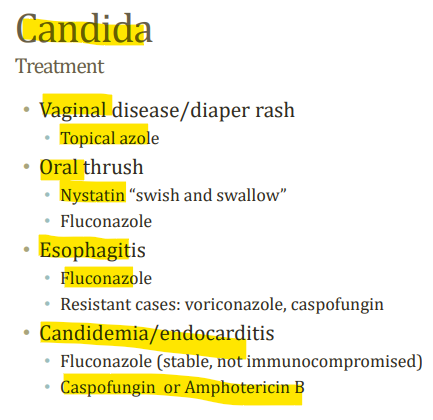 Candida
Treatment
• Vaginal disease/diaper rash
• Topical azole
• Oral thrush
• Nystatin “swish and swallow”
• Fluconazole
• Esophagitis
• Fluconazole
• Resistant cases: voriconazole, caspofungin
• Candidemia/endocarditis
• Fluconazole (stable, not immunocompromised)
• Caspofungin or Amphotericin B